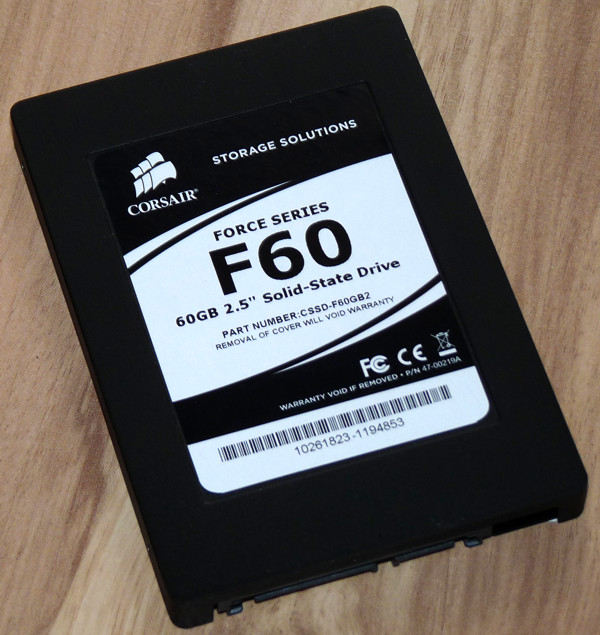 STORAGE SOLUTIONS
CORSAIR®
FORCE SERIES
F60
60GB 2.5" Solid-State Drive
PART NUMBER:CSSD-F60GB2
REMOVAL OF COVER WILL VOID WARRANTY
FC CE
WARRANTY VOID IF REMOVED • P/N 47-00219A
10261823-1194853